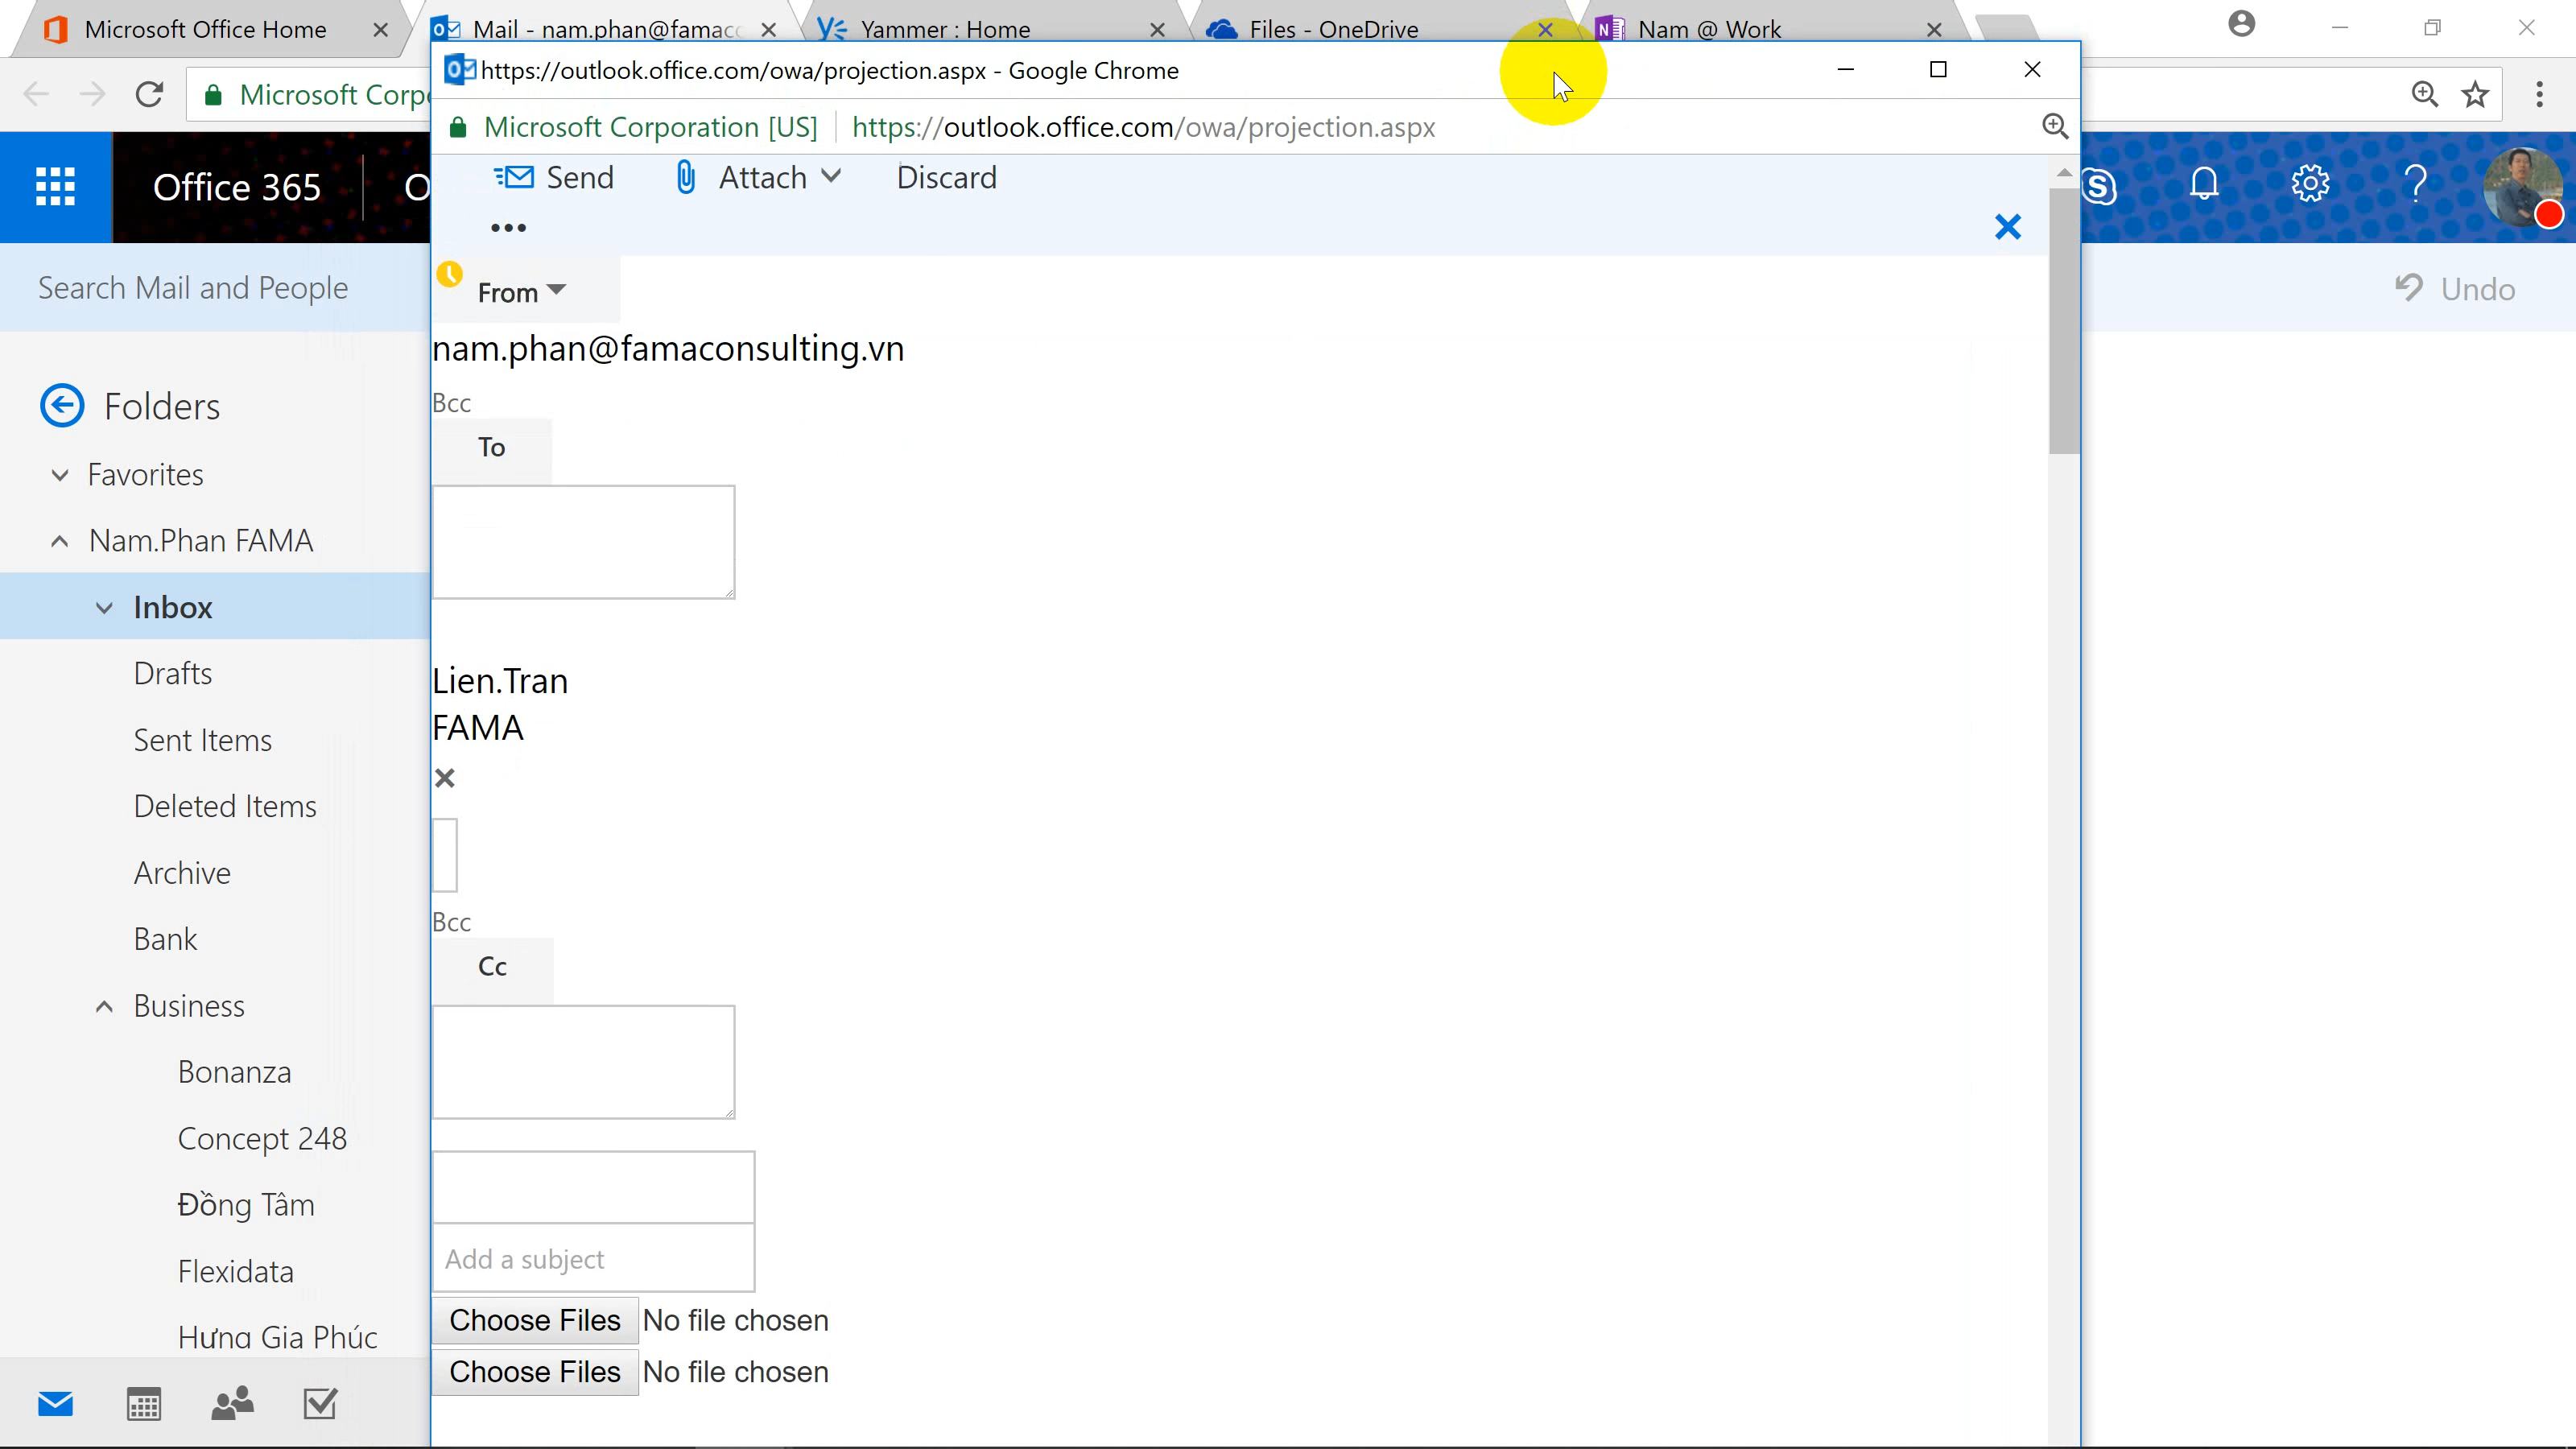 Microsoft Office Home
Mail - nam.phan@famacc
Yammer : Home
Files - OneDrive
Nam @ Work
https://outlook.office.com/owa/projection.aspx - Google Chrome
Microsoft Corp
Microsoft Corporation [US]
https://outlook.office.com/owa/projection.aspx
Office 365
O
Send
Attach
Discard
Search Mail and People
From
Undo
nam.phan@famaconsulting.vn
Bcc
To
Folders
Favorites
Nam.Phan FAMA
Inbox
Drafts
Sent Items
Deleted Items
Archive
Bank
Business
Bonanza
Concept 248
Đồng Tâm
Flexidata
Hưng Gia Phúc
Lien.Tran
FAMA
Bcc
Cc
Add a subject
Choose Files No file chosen
Choose Files No file chosen